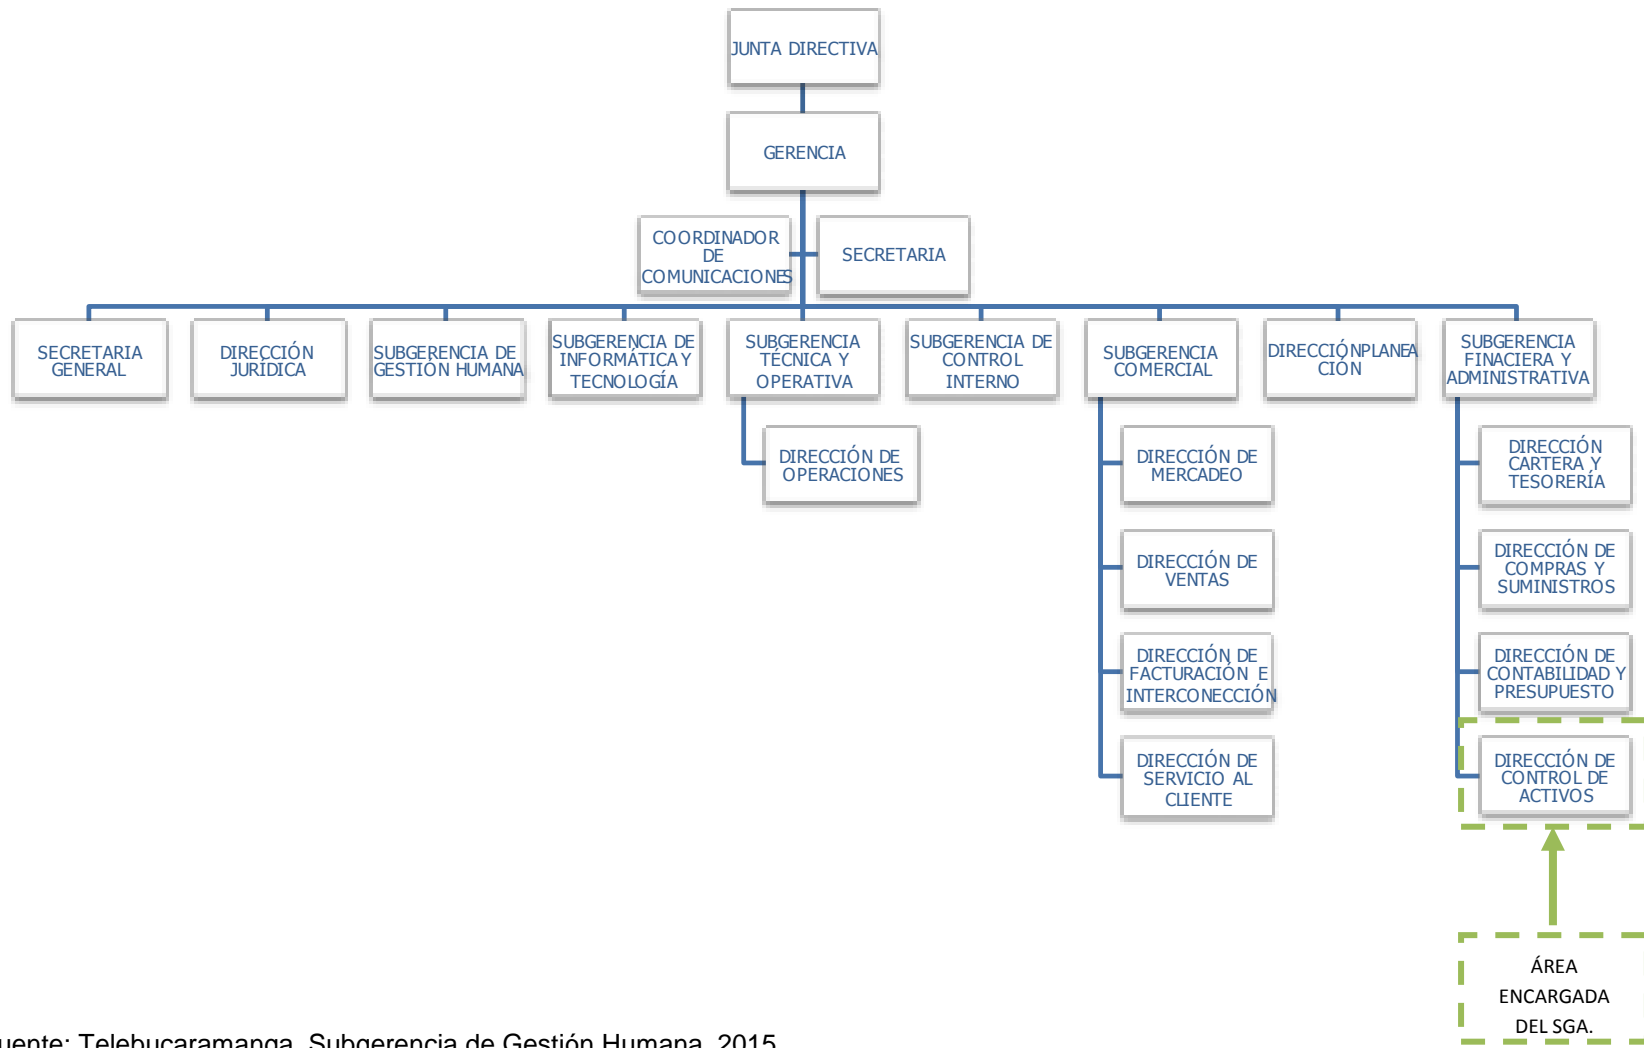 JUNTA DIRECTIVA
GERENCIA
COORDINADOR
DE
COMUNICACIONES
SECRETARIA
SECRETARIA
GENERAL
DIRECCIÓN
JURÍDICA
SUBGERENCIA DE
GESTIÓN HUMANA
SUBGERENCIA DE
INFORMÁTICA Y
TECNOLOGÍA
SUBGERENCIA
TÉCNICA Y
OPERATIVA
SUBGERENCIA DE
CONTROL
INTERNO
SUBGERENCIA
COMERCIAL
DIRECCIÓNPLANEA
CIÓN
SUBGERENCIA
FINACIERA Y
ADMINISTRATIVA
DIRECCIÓN DE
OPERACIONES
DIRECCIÓN DE
MERCADEO
DIRECCIÓN DE
VENTAS
DIRECCIÓN DE
FACTURACIÓN E
INTERCONECCIÓN
DIRECCIÓN DE
SERVICIO AL
CLIENTE
DIRECCIÓN
CARTERA Y
TESORERÍA
DIRECCIÓN DE
COMPRAS Y
SUMINISTROS
DIRECCIÓN DE
CONTABILIDAD Y
PRESUPUESTO
DIRECCIÓN DE
CONTROL DE
ACTIVOS
ÁREA
ENCARGADA
DEL SGA.
uente: Telebucaramanga, Subgerencia de Gestión Humana, 2015